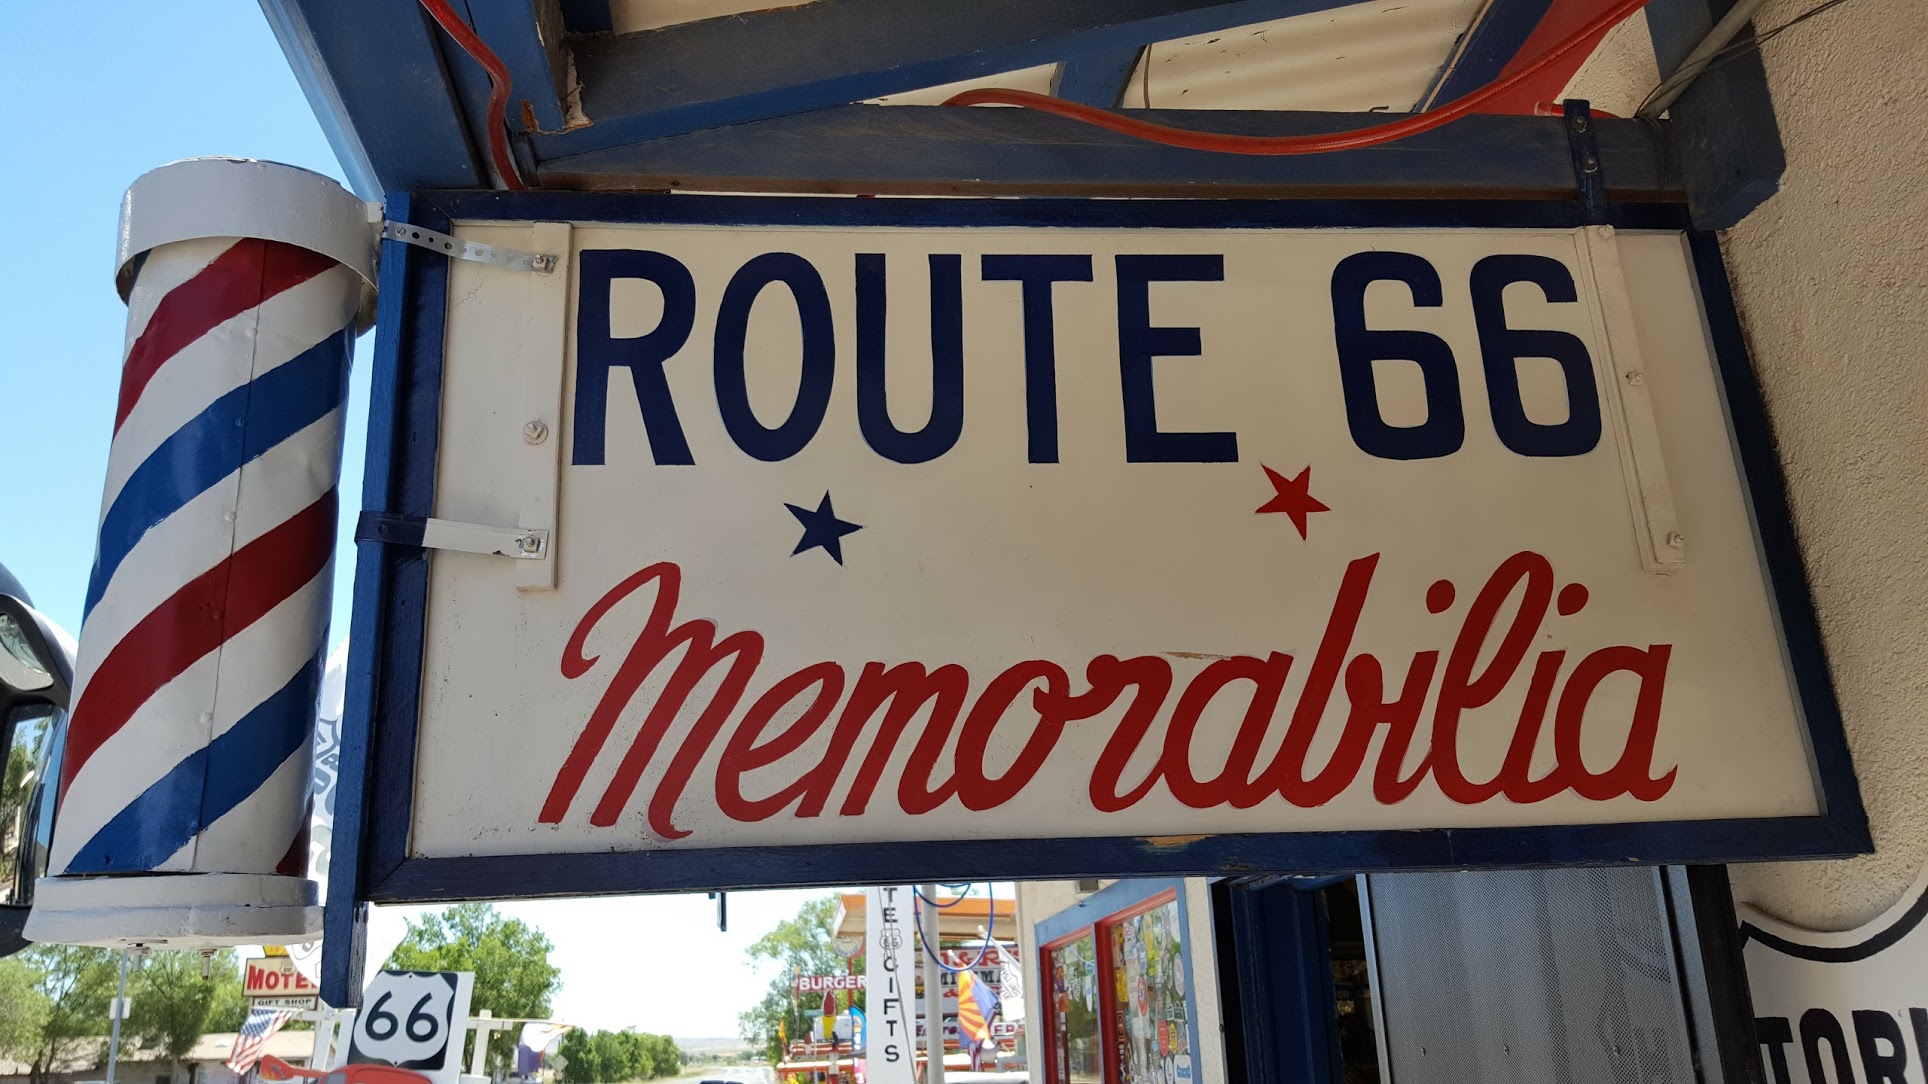 ROUTE 66
Memorabilia
MOTEL
GIFT SHOP
66
BURGER
GIFTS